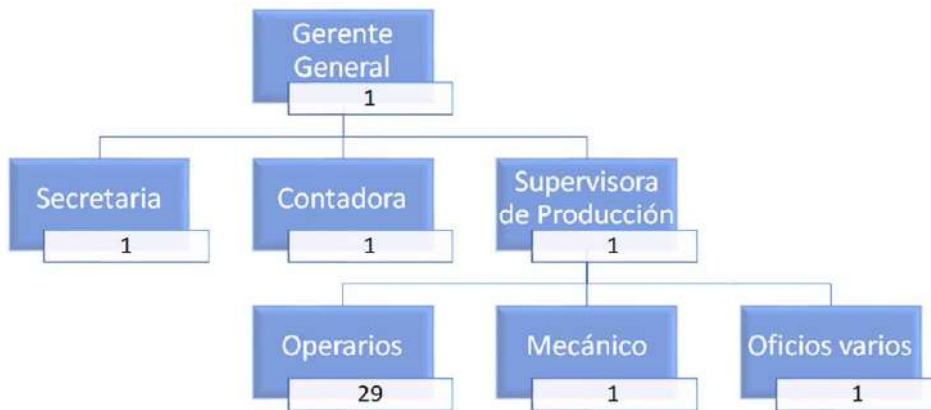 Gerente
General
1
Secretaria
1
Contadora
1
Supervisora
de Producción
1
Operarios
29
Mecánico
1
Oficios varios
1